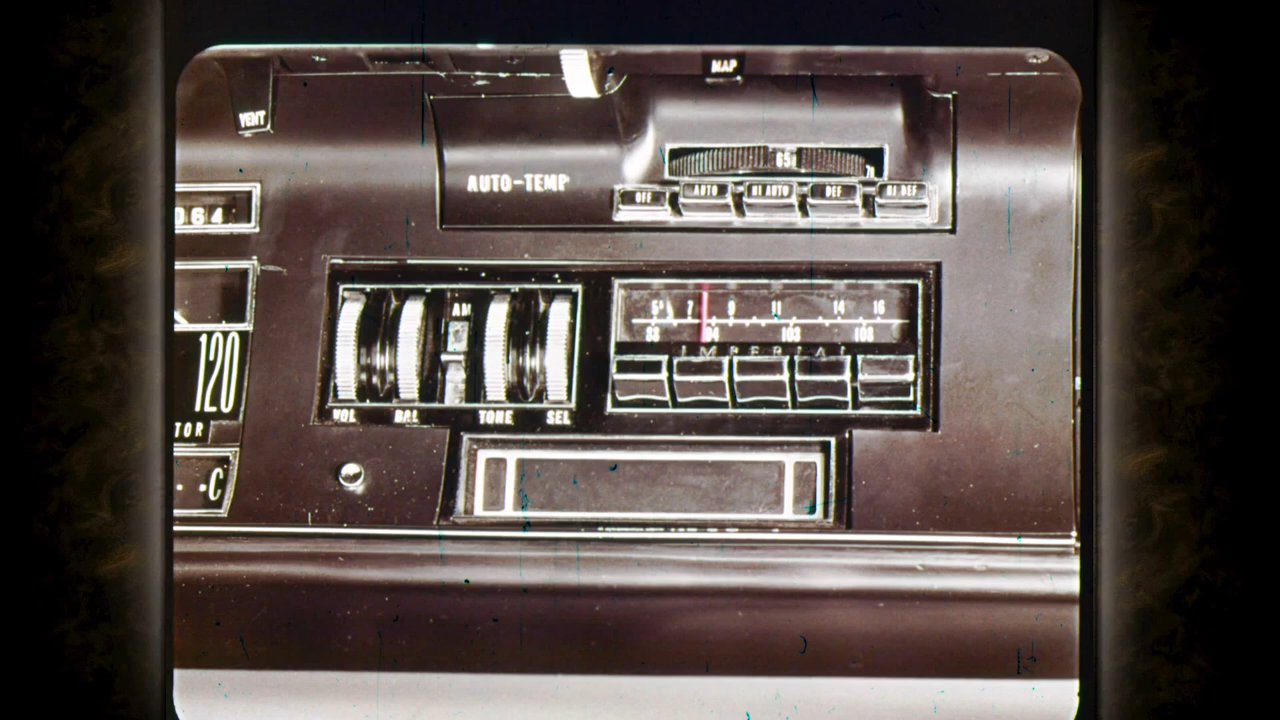 MAP
VENT
65
AUTO-TEMP
OFF AUTO HI AUTO DEF HI DEF
064
7 9 11 14 16
94 103 108
IMPERIAL
AM
120
VOL BAL TONE SEL
TOR
C